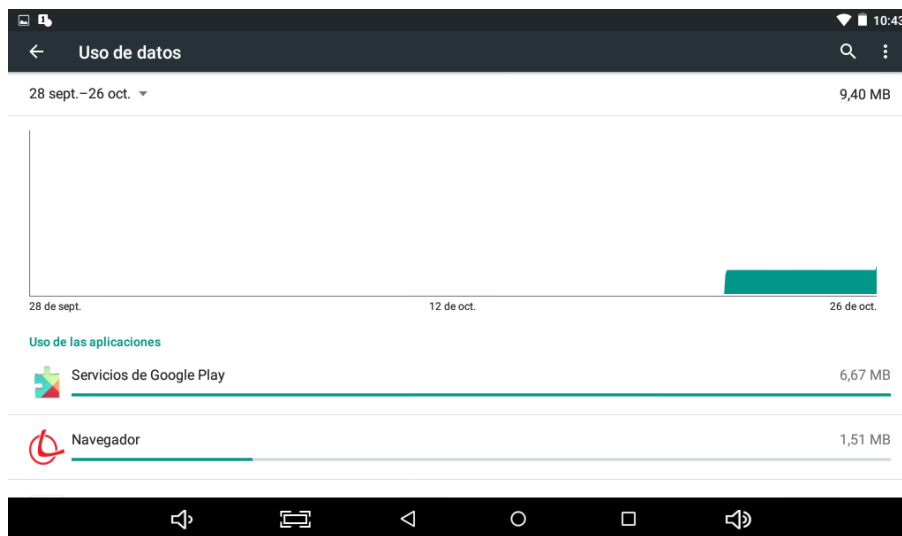 10:43
Uso de datos
28 sept.–26 oct.
9,40 MB
28 de sept.
12 de oct.
26 de oct.
Uso de las aplicaciones
Servicios de Google Play
6,67 MB
Navegador
1,51 MB